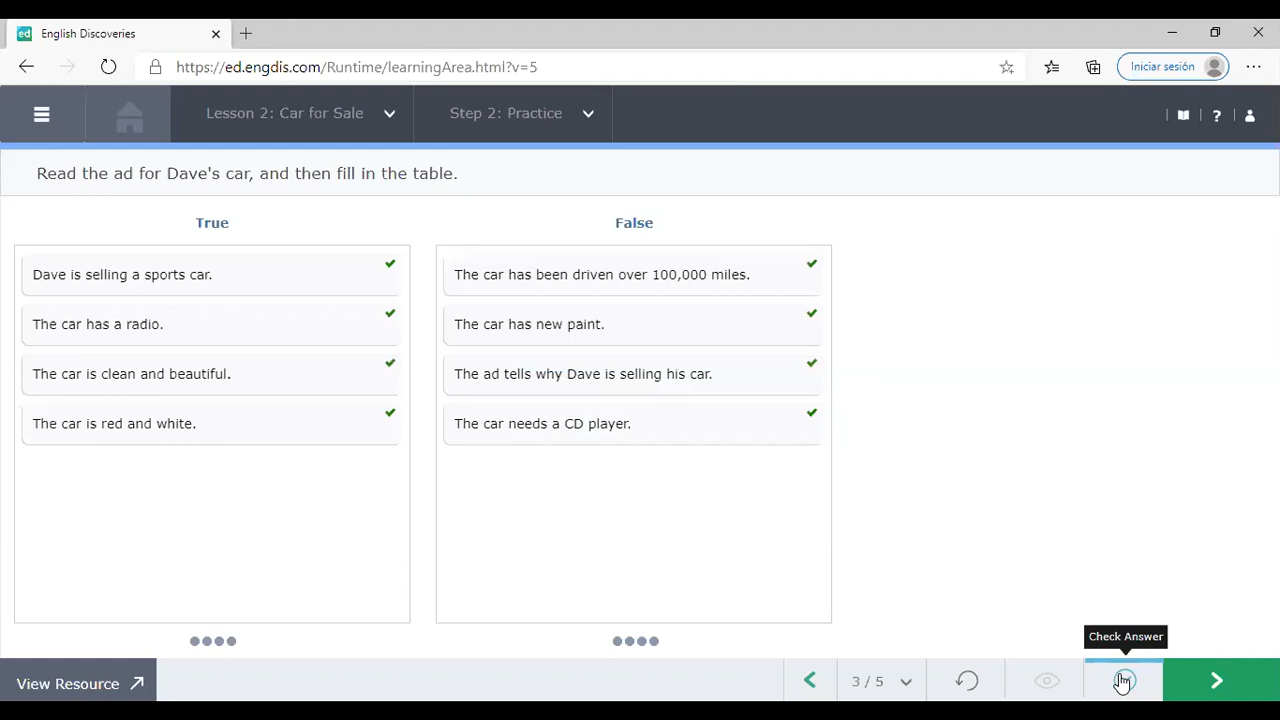 ed English Discoveries
https://ed.engdis.com/Runtime/learningArea.html?v=5
Iniciar sesión
Lesson 2: Car for Sale
Step 2: Practice
?
Read the ad for Dave's car, and then fill in the table.
True
False
Dave is selling a sports car.
The car has been driven over 100,000 miles.
The car has a radio.
The car has new paint.
The car is clean and beautiful.
The ad tells why Dave is selling his car.
The car is red and white.
The car needs a CD player.
Check Answer
View Resource
3 / 5